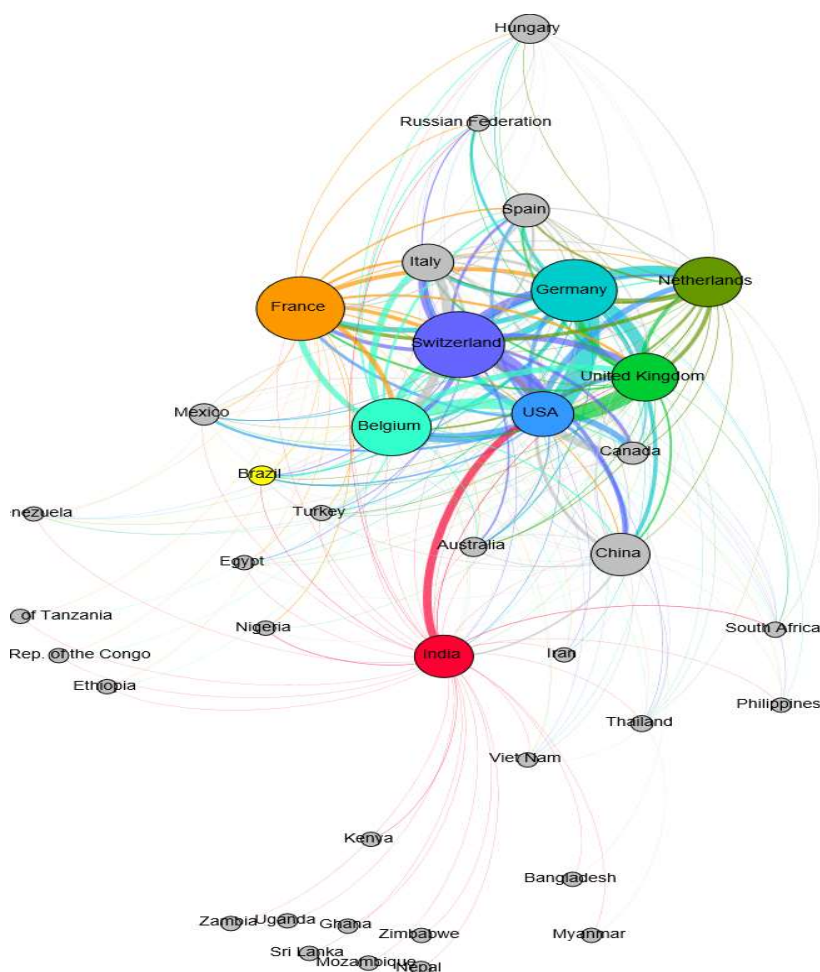 Hungary
Russian Federation
Spain
Italy
Germany
Netherlands
France
Switzerland
United Kingdom
Mexico
USA
Belgium
Canada
Brazil
enezuela
Turkey
Australia
China
Egypt
of Tanzania
Nigeria
South Africa
Rep. of the Congo
India
Iran
Ethiopia
Philippines
Thailand
Viet Nam
Kenya
Bangladesh
Zambia
Uganda
Ghana
Zimbabwe
Myanmar
Sri Lanka
Mozambique
Nepal